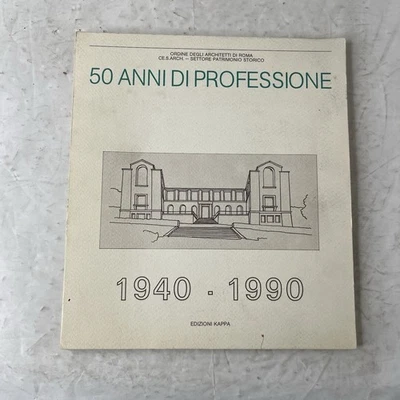 ORDINE DEGLI ARCHITETTI DI ROMA
CE.S.ARCH. - SETTORE PATRIMONIO STORICO
50 ANNI DI PROFESSIONE
1940 - 1990
EDIZIONI KAPPA